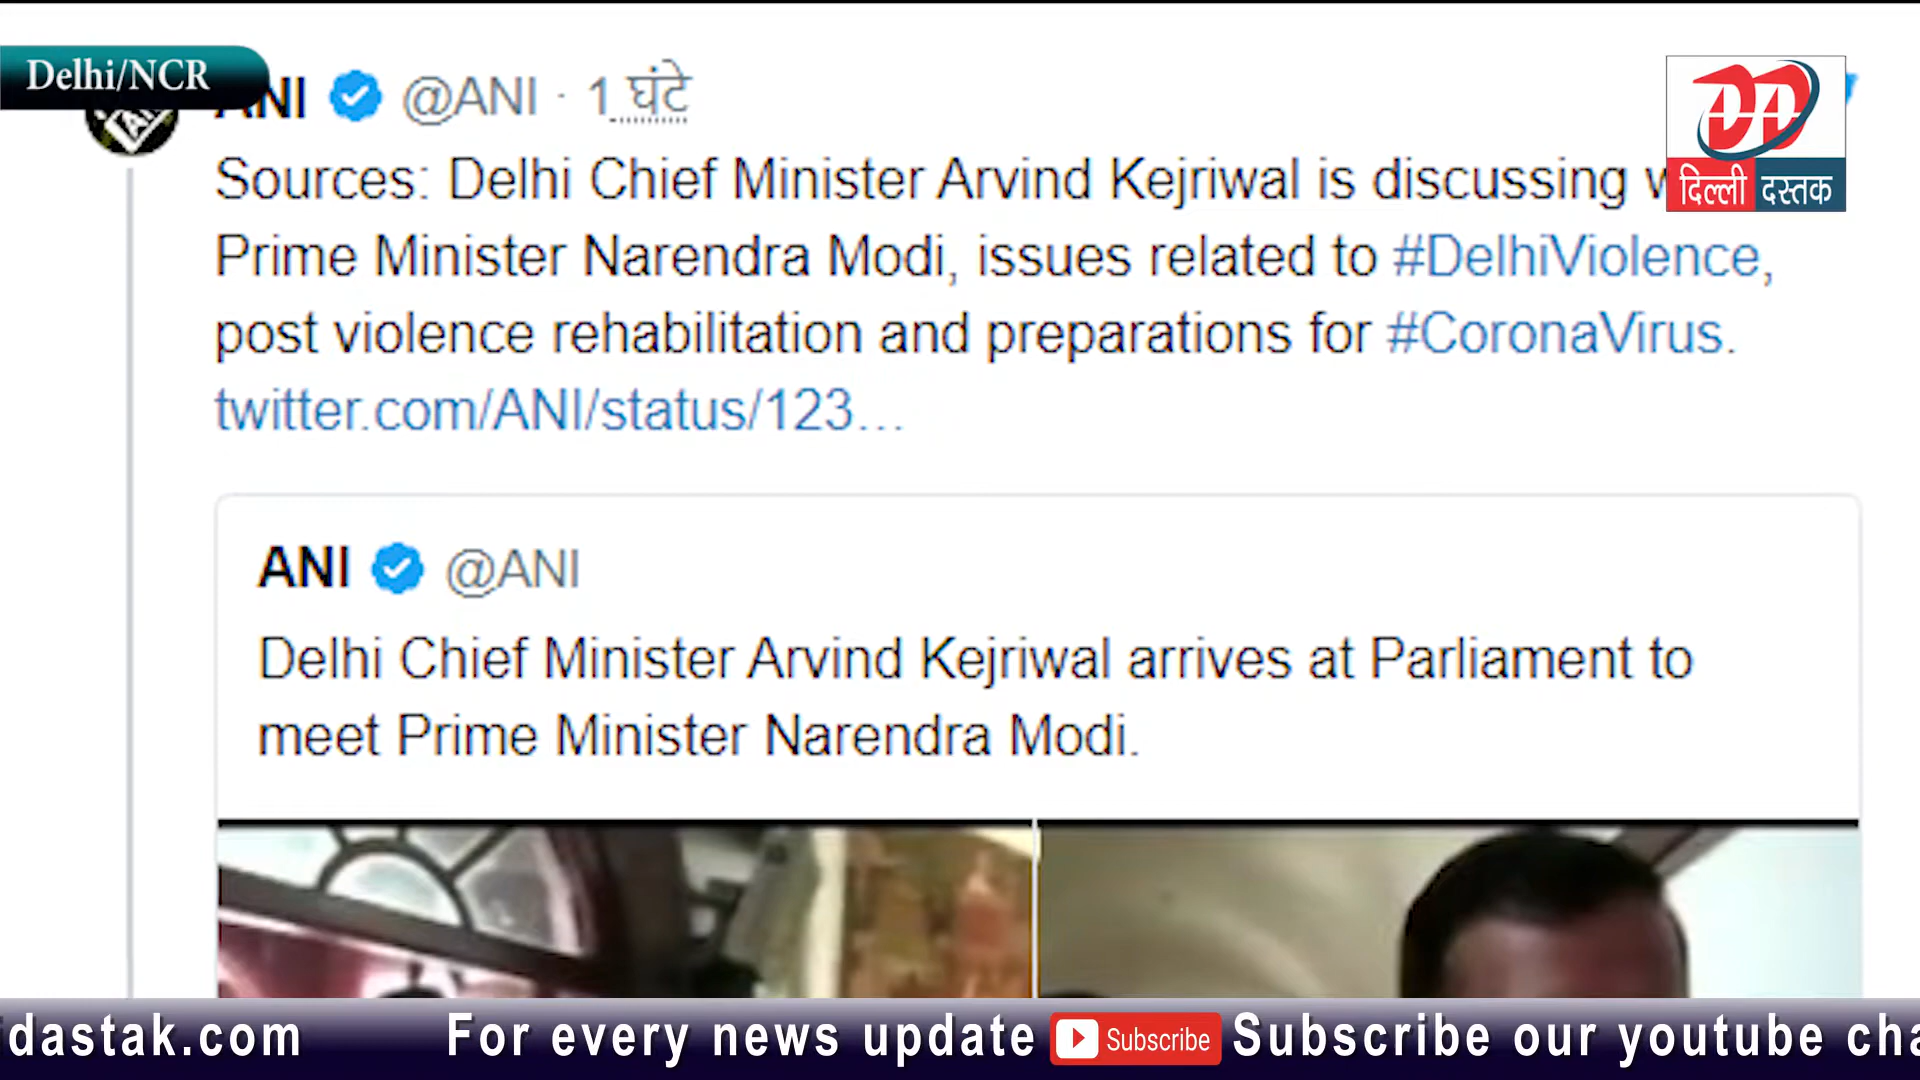 Delhi/NCR
ANI @ANI · 1 घंटे
Sources: Delhi Chief Minister Arvind Kejriwal is discussing
Prime Minister Narendra Modi, issues related to #DelhiViolence,
post violence rehabilitation and preparations for #CoronaVirus.
twitter.com/ANI/status/123...
दिल्ली दस्तक
ANI @ANI
Delhi Chief Minister Arvind Kejriwal arrives at Parliament to
meet Prime Minister Narendra Modi.
dastak.com For every news update Subscribe Subscribe our youtube cha